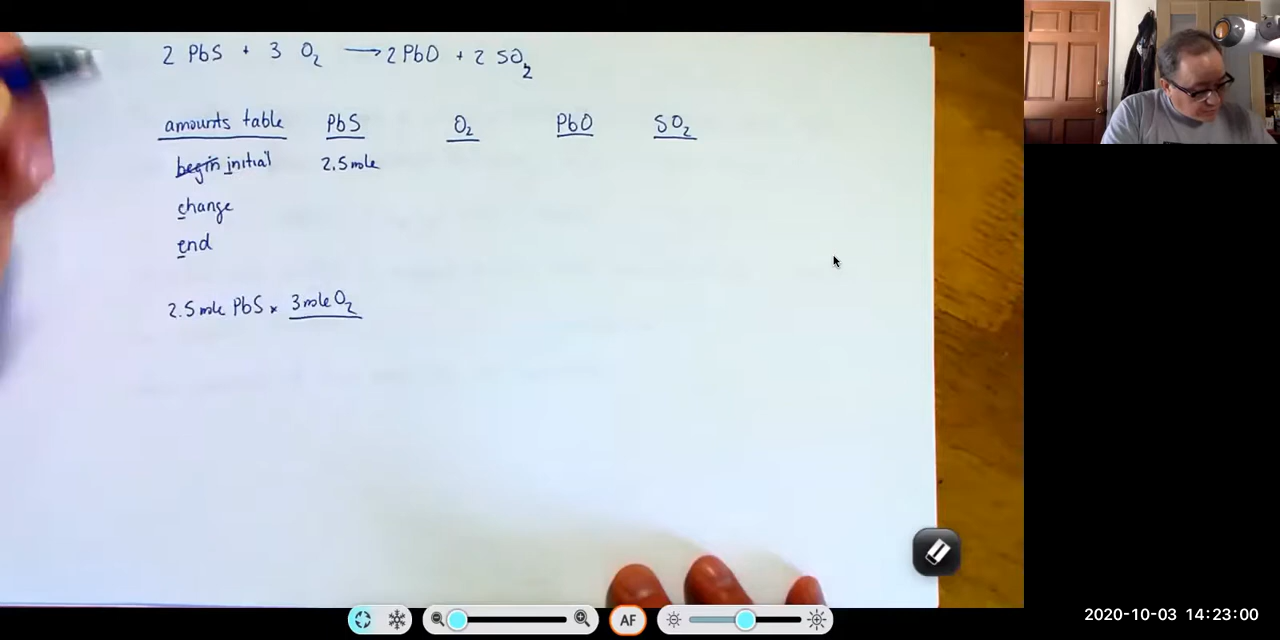 2 PbS + 3 O₂ ⟶ 2 PbO + 2 SO₂
amounts table PbS O₂ PbO SO₂
~~begin~~ initial 2.5 mole
change
end
2.5 mole PbS × 3 mole O₂
AF
2020-10-03 14:23:00